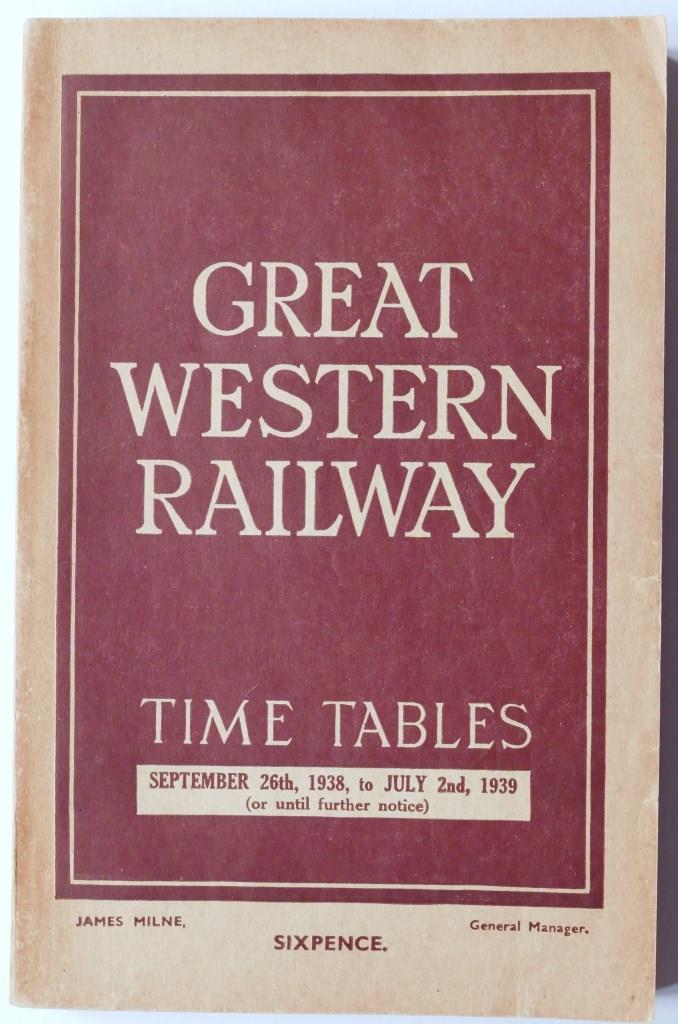 GREAT
WESTERN
RAILWAY
TIME TABLES
SEPTEMBER 26th, 1938, to JULY 2nd, 1939
(or until further notice)
JAMES MILNE, General Manager.
SIXPENCE.